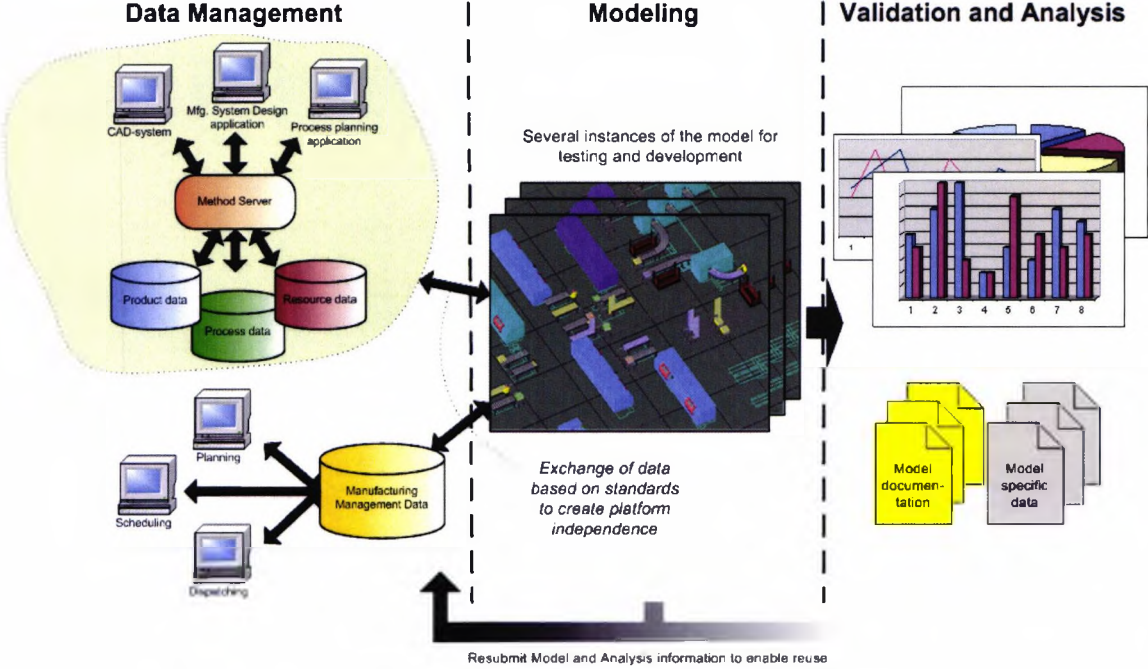 Data Management
Modeling
Validation and Analysis
CAD-system
Mfg. System Design
application
Process planning
application
Method Server
Product data
Resource data
Process data
Several instances of the model for
testing and development
1
1 2 3 4 5 6 7 8
Planning
Scheduling
Dispatching
Manufacturing
Management Data
Exchange of data
based on standards
to create platform
independence
Model
documen-
tation
Model
specific
data
Resubmit Model and Analysis information to enable reuse